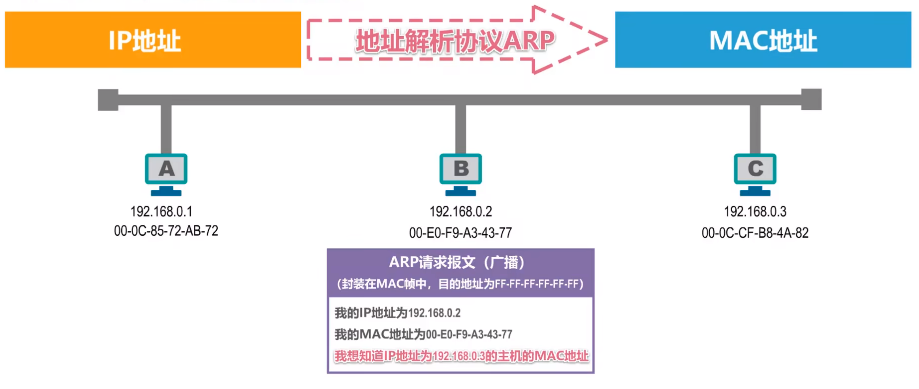 IP地址
地址解析协议ARP
MAC地址
A
B
C
192.168.0.1
00-0C-85-72-AB-72
192.168.0.2
00-E0-F9-A3-43-77
192.168.0.3
00-0C-CF-B8-4A-82
ARP请求报文（广播）
（封装在MAC帧中，目的地址为FF-FF-FF-FF-FF-FF）
我的IP地址为192.168.0.2
我的MAC地址为00-E0-F9-A3-43-77
我想知道IP地址为192.168.0.3的主机的MAC地址